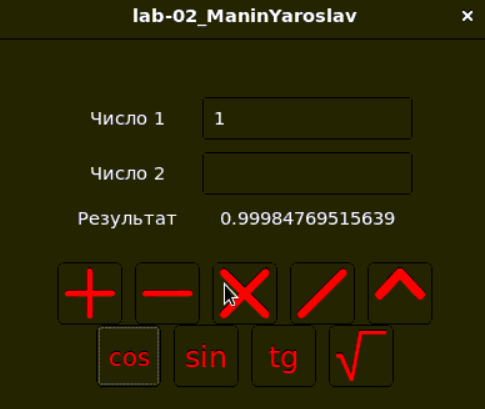 lab-02_ManinYaroslav ×
Число 1 1
Число 2
Результат 0.99984769515639
cos sin tg √